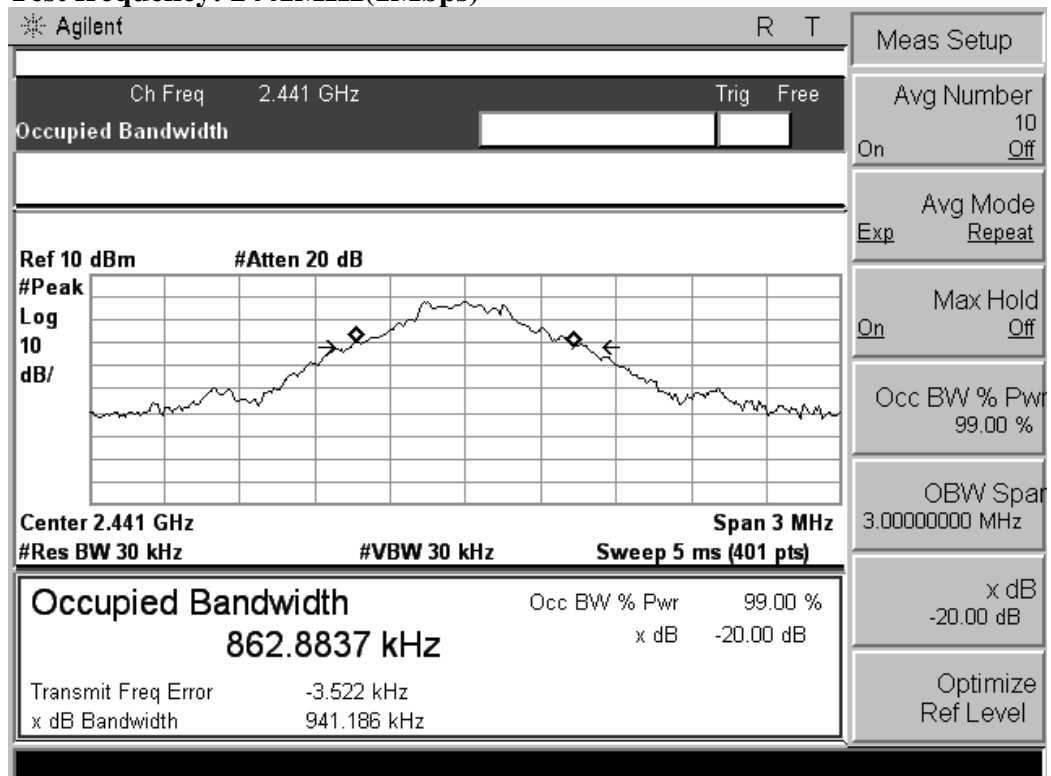 Agilent R T
Ch Freq 2.441 GHz Trig Free
Occupied Bandwidth
Ref 10 dBm #Atten 20 dB
#Peak
Log
10
dB/
Center 2.441 GHz Span 3 MHz
#Res BW 30 kHz #VBW 30 kHz Sweep 5 ms (401 pts)
Occupied Bandwidth Occ BW % Pwr 99.00 %
862.8837 kHz x dB -20.00 dB
Transmit Freq Error -3.522 kHz
x dB Bandwidth 941.186 kHz
Meas Setup
Avg Number
10
On Off
Avg Mode
Exp Repeat
Max Hold
On Off
Occ BW % Pwr
99.00 %
OBW Span
3.00000000 MHz
x dB
-20.00 dB
Optimize
Ref Level